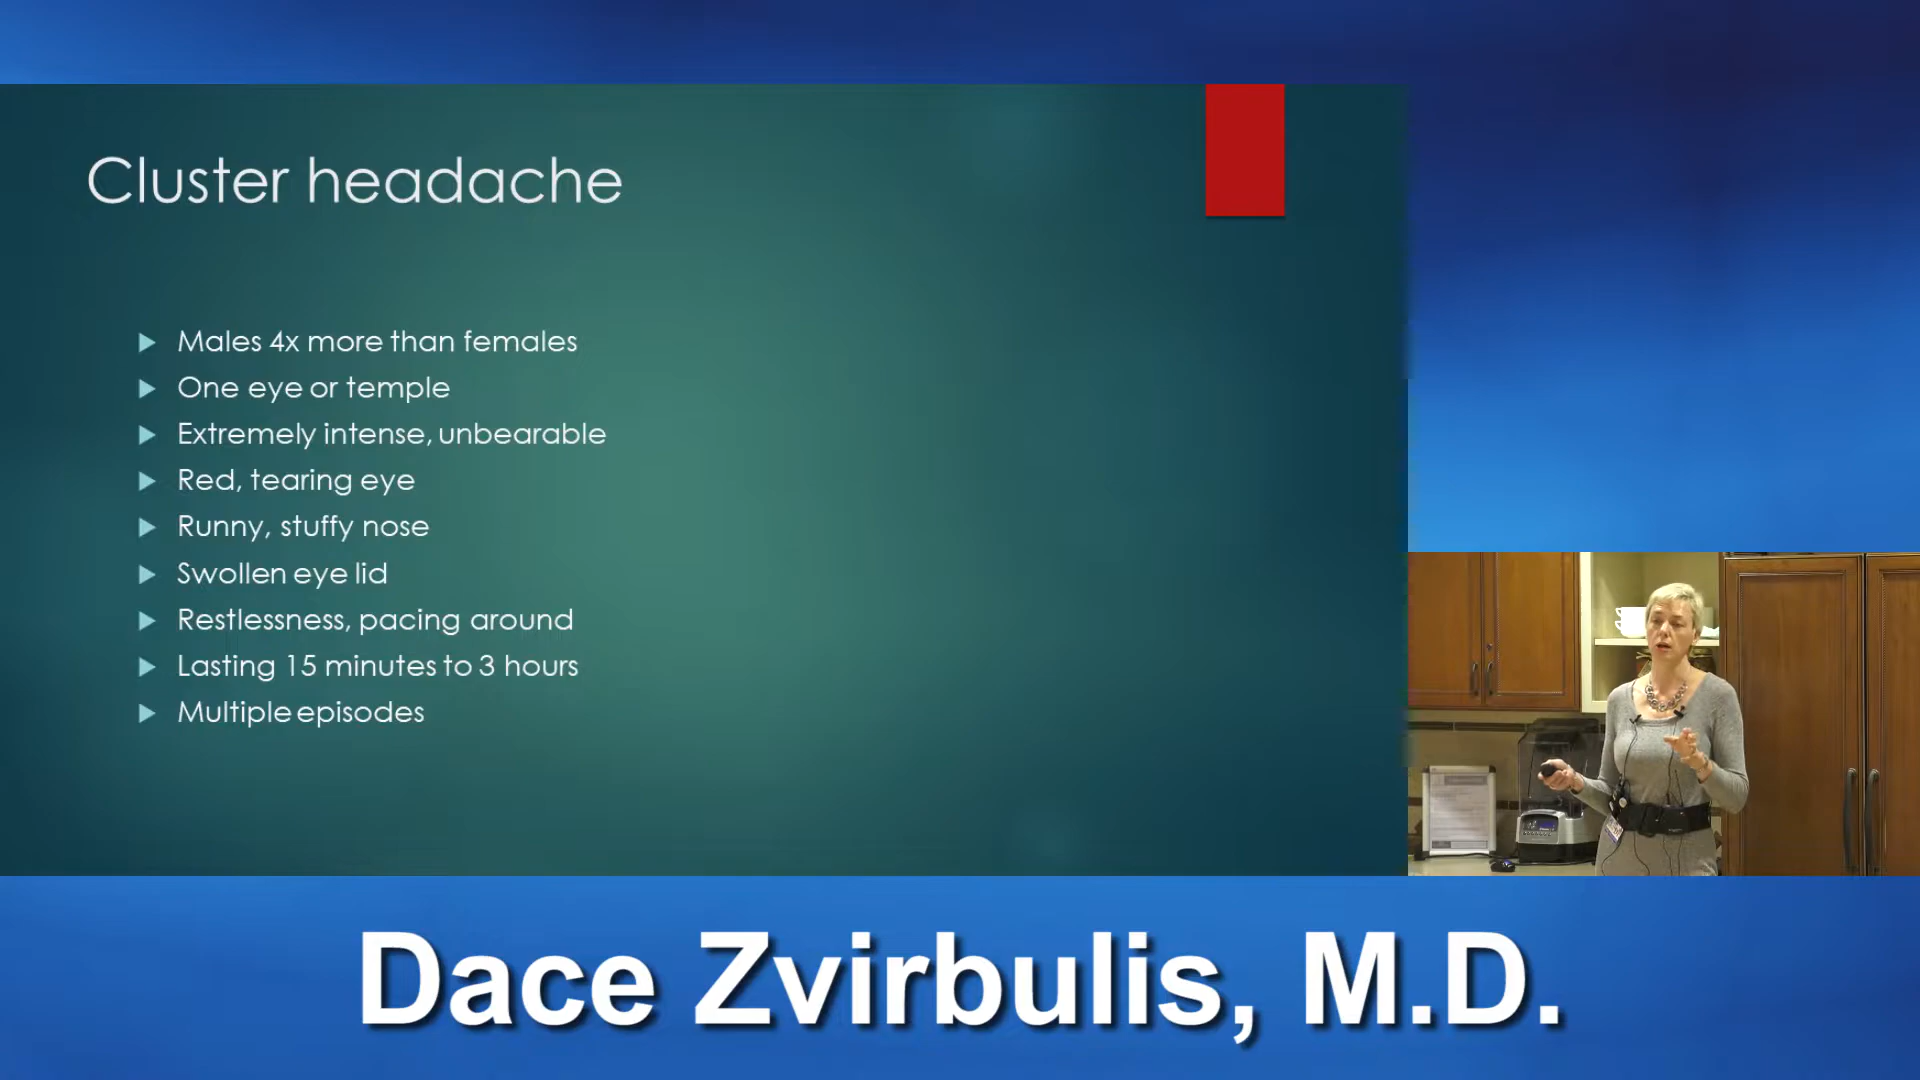 Cluster headache
Males 4x more than females
One eye or temple
Extremely intense, unbearable
Red, tearing eye
Runny, stuffy nose
Swollen eye lid
Restlessness, pacing around
Lasting 15 minutes to 3 hours
Multiple episodes
Dace Zvirbulis, M.D.